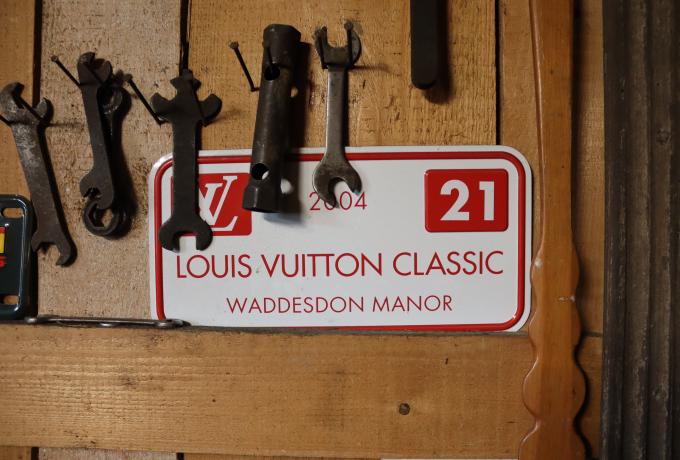 LV 2004 21
LOUIS VUITTON CLASSIC
WADDESDON MANOR